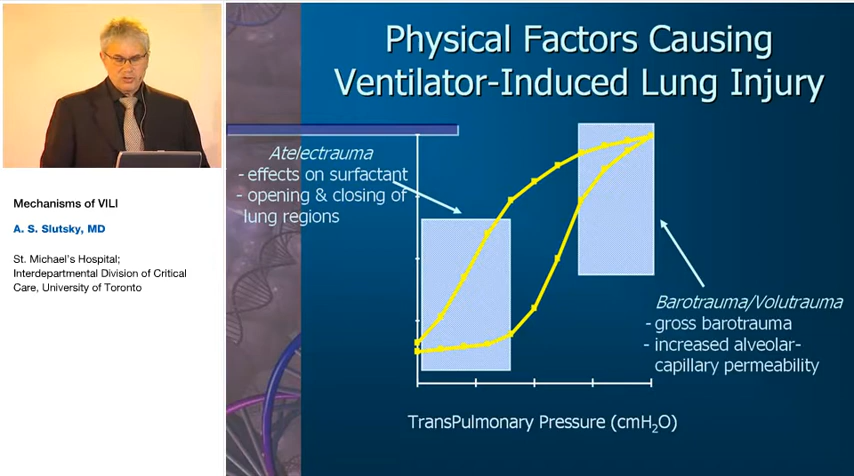 Physical Factors Causing
Ventilator-Induced Lung Injury
Atelectrauma
- effects on surfactant
- opening & closing of
lung regions
Barotrauma/Volutrauma
- gross barotrauma
- increased alveolar-
capillary permeability
TransPulmonary Pressure (cmH₂O)
Mechanisms of VILI
A. S. Slutsky, MD
St. Michael's Hospital;
Interdepartmental Division of Critical
Care, University of Toronto